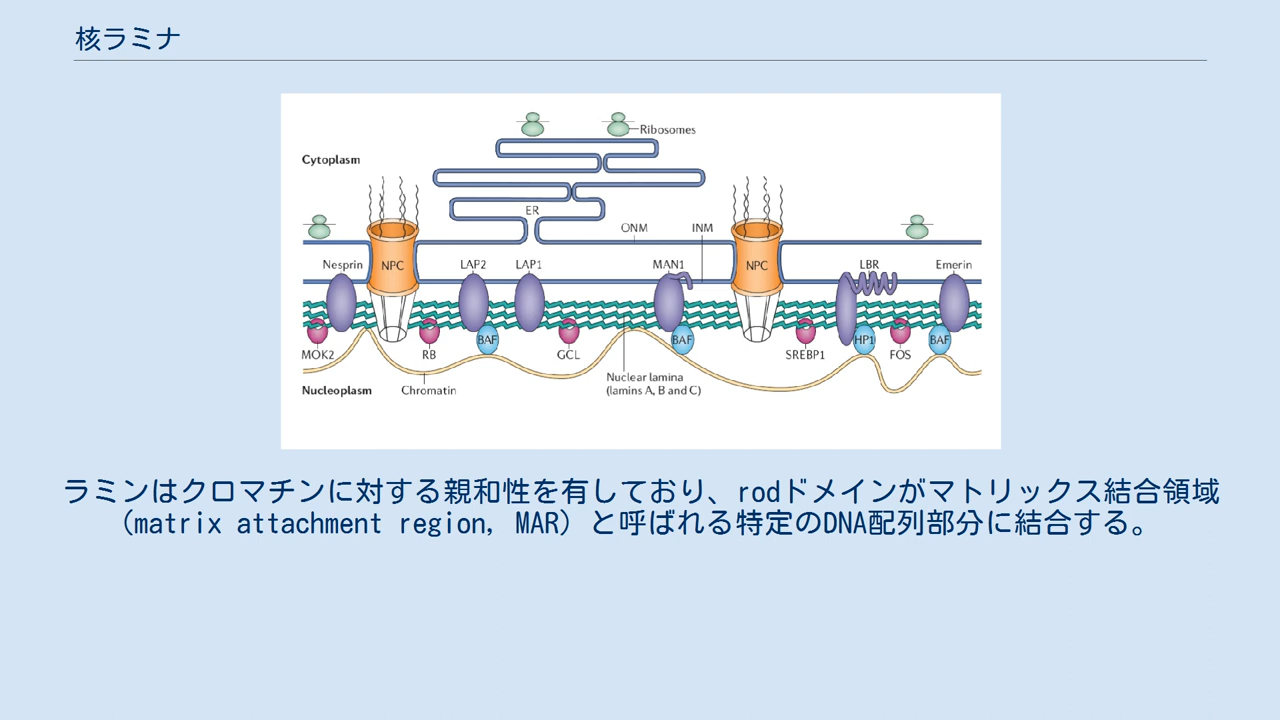 核ラミナ
Ribosomes
Cytoplasm
ER
ONM
INM
Nesprin
NPC
LAP2
LAP1
MAN1
NPC
LBR
Emerin
MOK2
RB
BAF
GCL
BAF
SREBP1
HP1
FOS
BAF
Nuclear lamina
(lamins A, B and C)
Nucleoplasm
Chromatin
ラミンはクロマチンに対する親和性を有しており、rodドメインがマトリックス結合領域
（matrix attachment region, MAR）と呼ばれる特定のDNA配列部分に結合する。